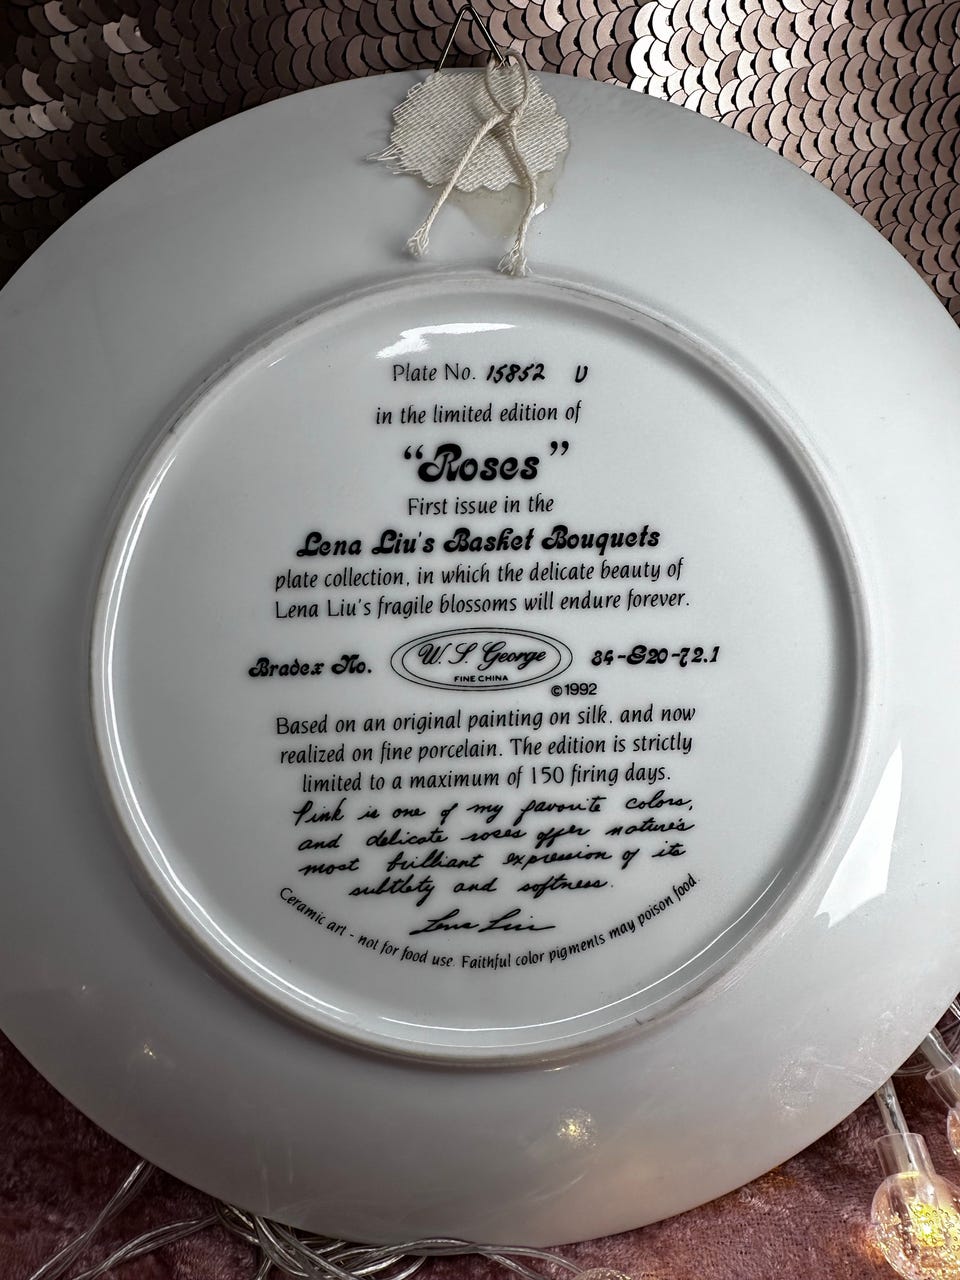 Plate No. 15852 U
in the limited edition of
“Roses”
First issue in the
Lena Liu's Basket Bouquets
plate collection, in which the delicate beauty of
Lena Liu's fragile blossoms will endure forever.
Bradex No. W. S. George 84-G20-72.1
FINE CHINA
©1992
Based on an original painting on silk, and now
realized on fine porcelain. The edition is strictly
limited to a maximum of 150 firing days.
Pink is one of my favourite colors,
and delicate roses offer nature's
most brilliant expression of its
subtlety and softness.
Lena Liu
Ceramic art - not for food use. Faithful color pigments may poison food.